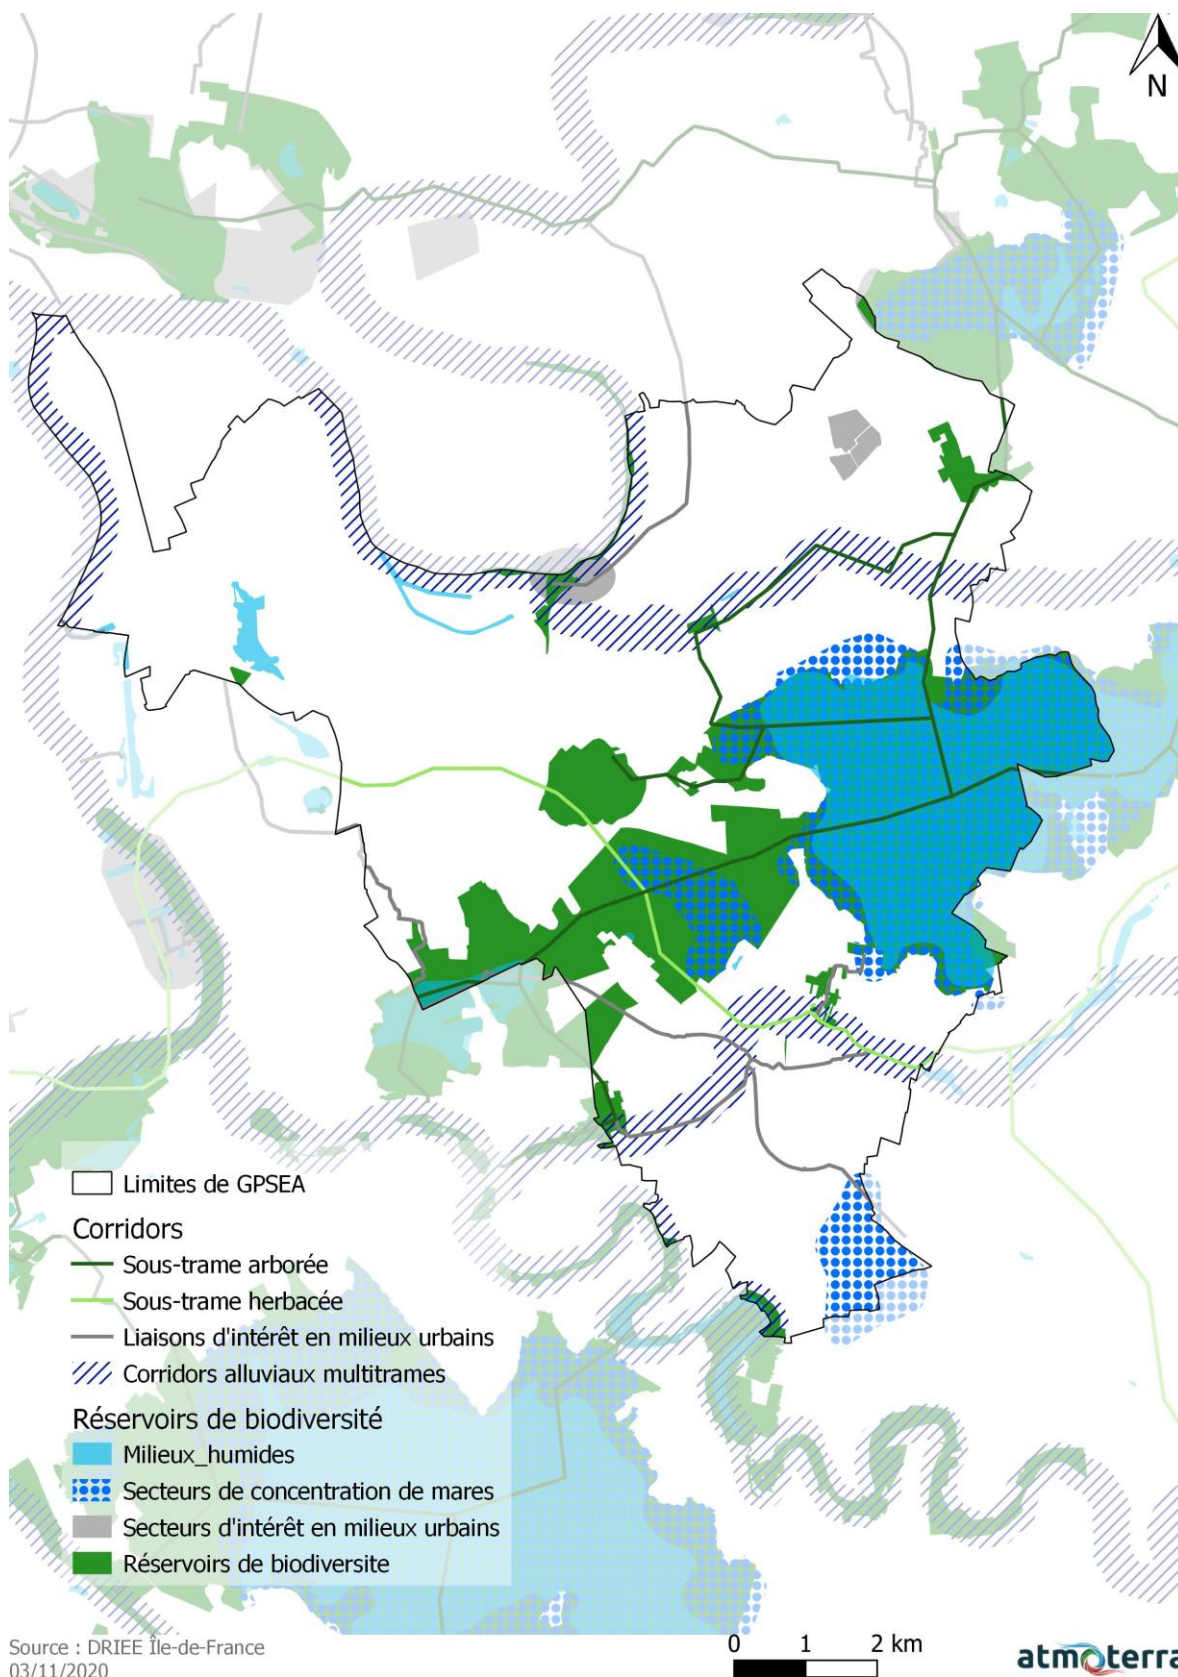 N
Limites de GPSEA
Corridors
Sous-trame arborée
Sous-trame herbacée
Liaisons d'intérêt en milieux urbains
Corridors alluviaux multitrames
Réservoirs de biodiversité
Milieux_humides
Secteurs de concentration de mares
Secteurs d'intérêt en milieux urbains
Réservoirs de biodiversite
Source : DRIEE Île-de-France
03/11/2020
0 1 2 km
atmoterra